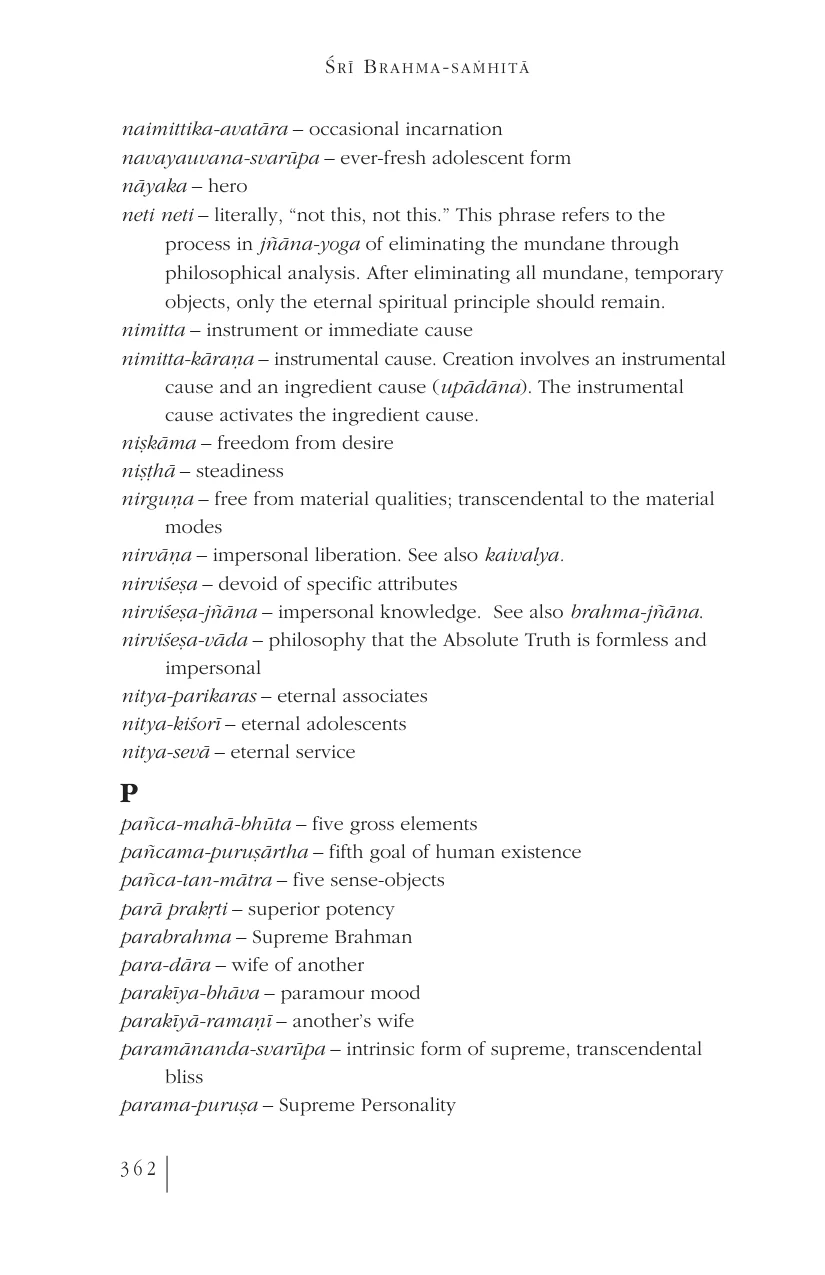 Śrī Brahma-saṁhitā
naimittika-avatāra – occasional incarnation
navayauvana-svarūpa – ever-fresh adolescent form
nāyaka – hero
neti neti – literally, “not this, not this.” This phrase refers to the
process in jñāna-yoga of eliminating the mundane through
philosophical analysis. After eliminating all mundane, temporary
objects, only the eternal spiritual principle should remain.
nimitta – instrument or immediate cause
nimitta-kāraṇa – instrumental cause. Creation involves an instrumental
cause and an ingredient cause (upādāna). The instrumental
cause activates the ingredient cause.
niṣkāma – freedom from desire
niṣṭhā – steadiness
nirguṇa – free from material qualities; transcendental to the material
modes
nirvāṇa – impersonal liberation. See also kaivalya.
nirviśeṣa – devoid of specific attributes
nirviśeṣa-jñāna – impersonal knowledge.  See also brahma-jñāna.
nirviśeṣa-vāda – philosophy that the Absolute Truth is formless and
impersonal
nitya-parikaras – eternal associates
nitya-kiśorī – eternal adolescents
nitya-sevā – eternal service
P
pañca-mahā-bhūta – five gross elements
pañcama-puruṣārtha – fifth goal of human existence
pañca-tan-mātra – five sense-objects
parā prakṛti – superior potency
parabrahma – Supreme Brahman
para-dāra – wife of another
parakīya-bhāva – paramour mood
parakīyā-ramaṇī – another’s wife
paramānanda-svarūpa – intrinsic form of supreme, transcendental
bliss
parama-puruṣa – Supreme Personality
362